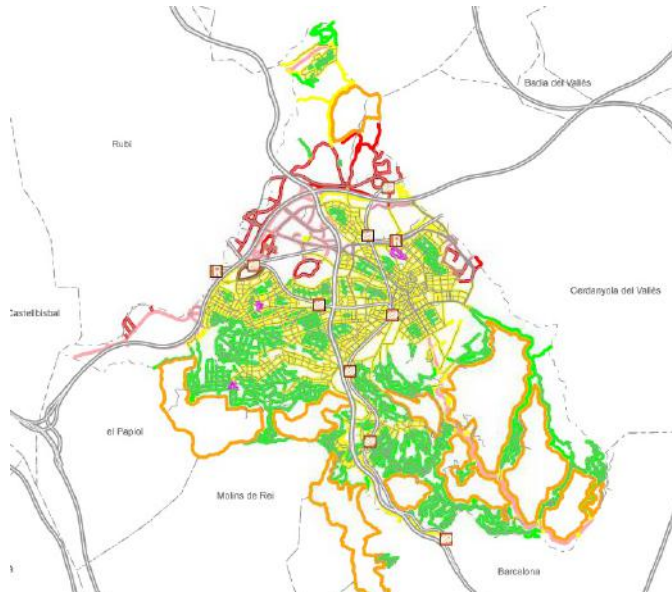 Badia del Vallès
Rubí
Cerdanyola del Vallès
Castellbisbal
el Papiol
Molins de Rei
Barcelona